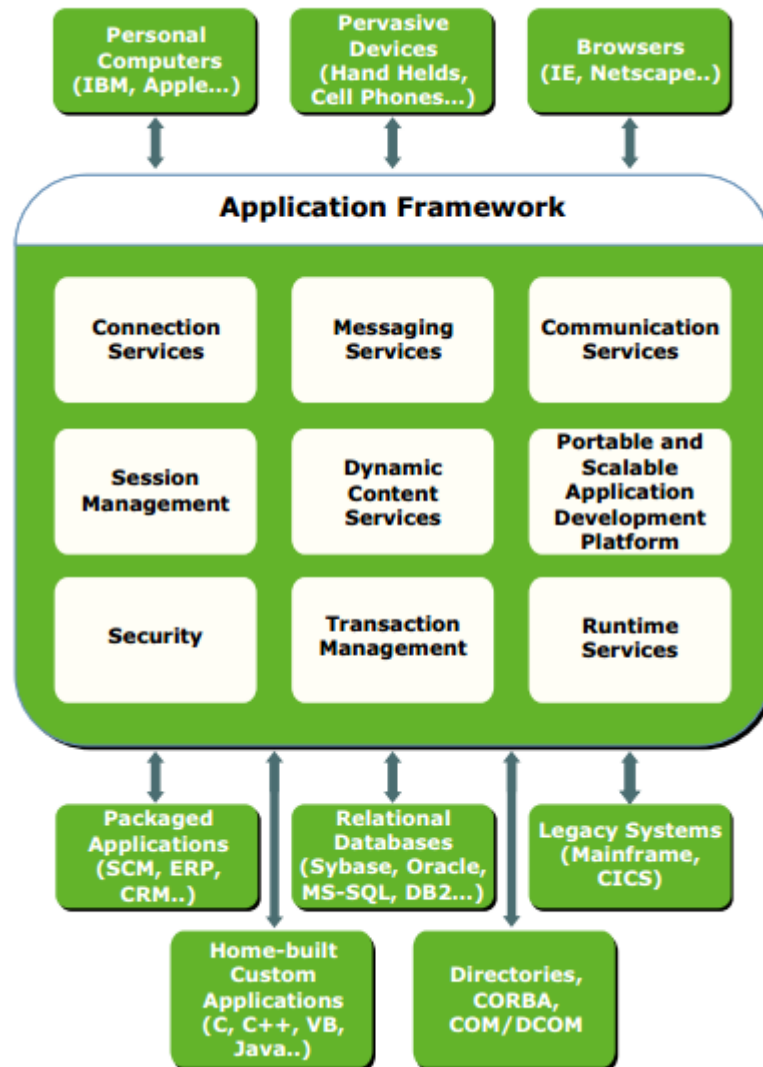 Personal
Computers
(IBM, Apple...)
Pervasive
Devices
(Hand Helds,
Cell Phones...)
Browsers
(IE, Netscape..)
Application Framework
Connection
Services
Messaging
Services
Communication
Services
Session
Management
Dynamic
Content
Services
Portable and
Scalable
Application
Development
Platform
Security
Transaction
Management
Runtime
Services
Packaged
Applications
(SCM, ERP,
CRM..)
Relational
Databases
(Sybase, Oracle,
MS-SQL, DB2...)
Legacy Systems
(Mainframe,
CICS)
Home-built
Custom
Applications
(C, C++, VB,
Java..)
Directories,
CORBA,
COM/DCOM